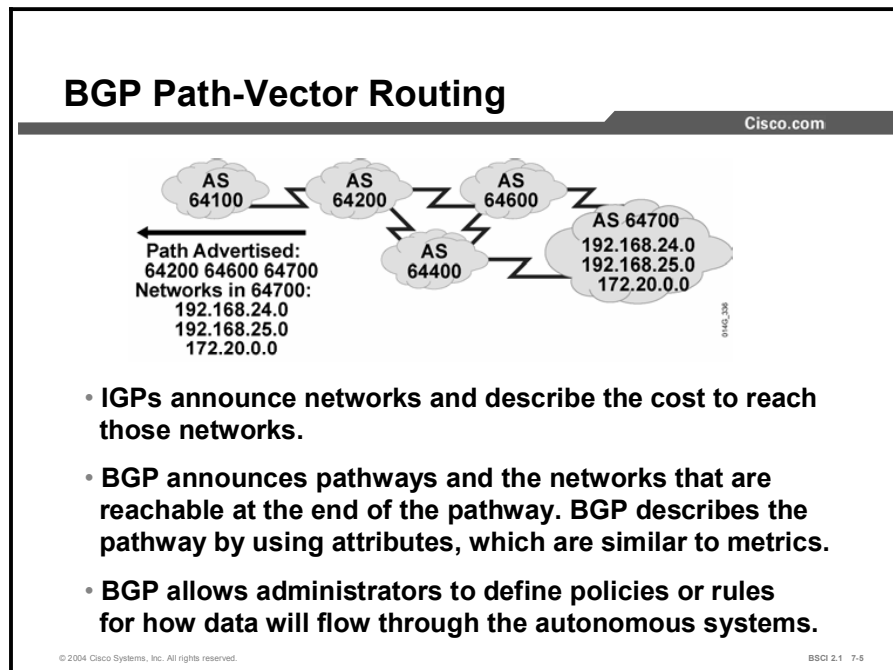 BGP Path-Vector Routing
Cisco.com
AS
64100
AS
64200
AS
64600
AS 64700
192.168.24.0
192.168.25.0
172.20.0.0
AS
64400
Path Advertised:
64200 64600 64700
Networks in 64700:
192.168.24.0
192.168.25.0
172.20.0.0
014G_336
• IGPs announce networks and describe the cost to reach
those networks.
• BGP announces pathways and the networks that are
reachable at the end of the pathway. BGP describes the
pathway by using attributes, which are similar to metrics.
• BGP allows administrators to define policies or rules
for how data will flow through the autonomous systems.
© 2004 Cisco Systems, Inc. All rights reserved.
BSCI 2.1 7-5